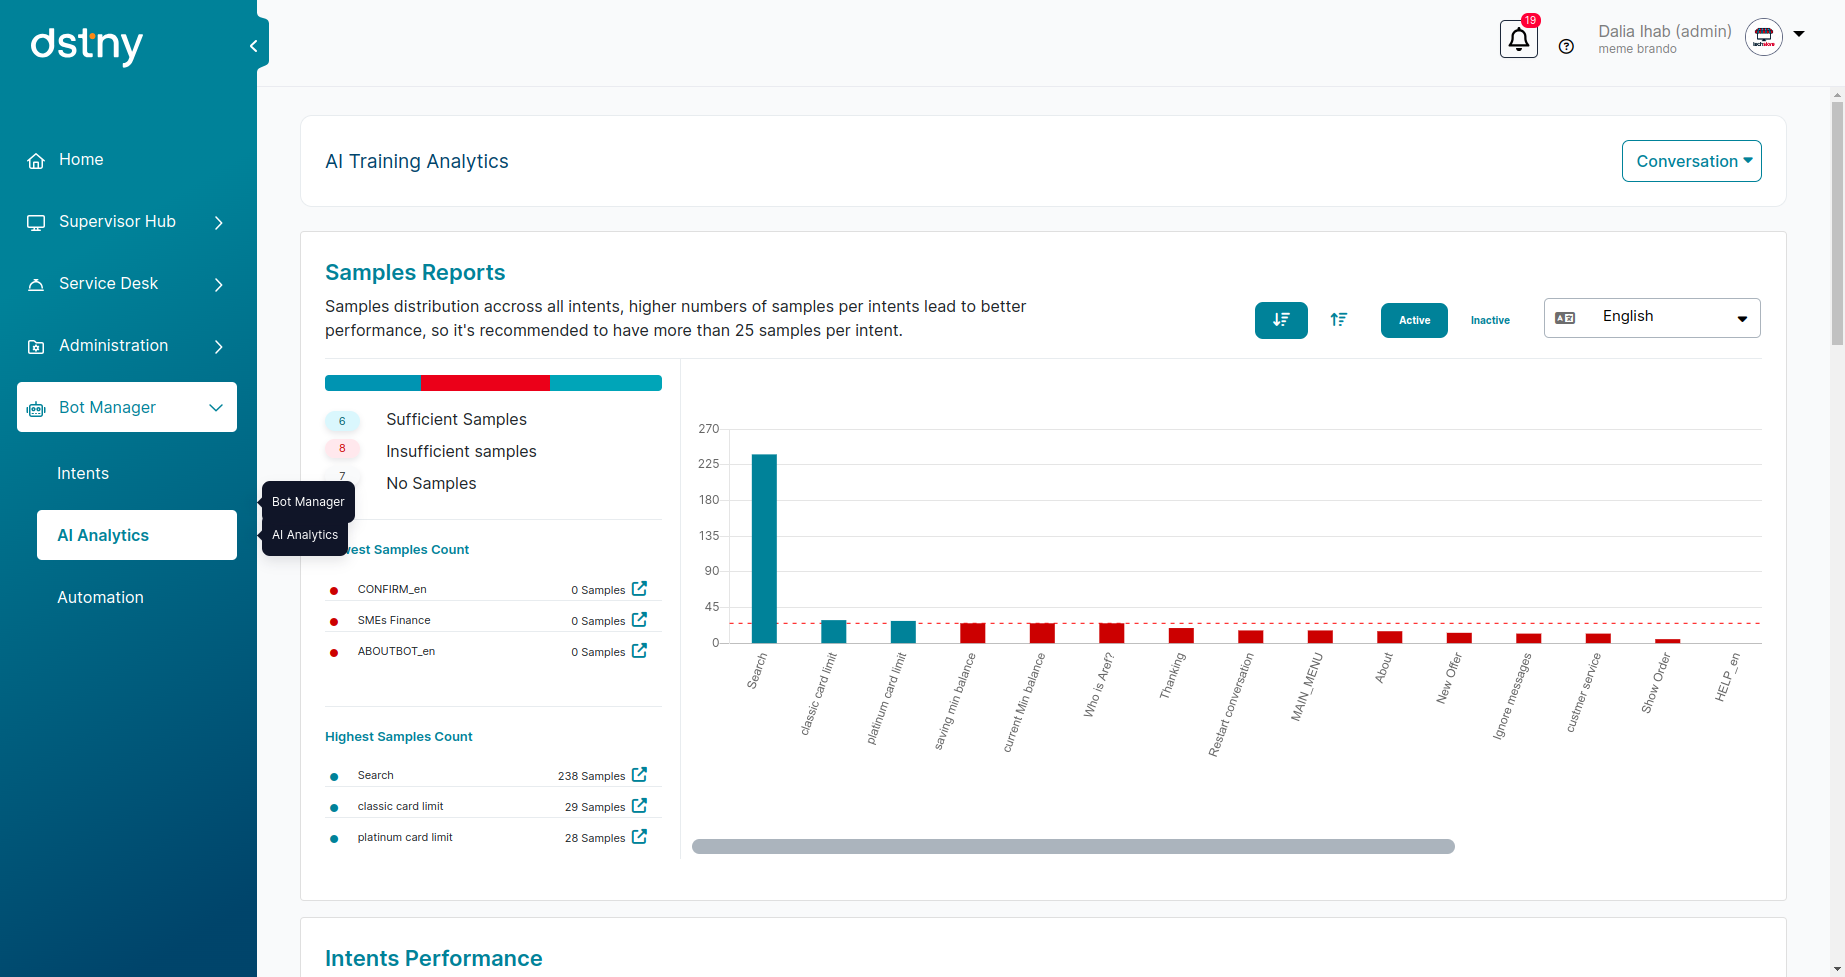 dstny
19
Dalia Ihab (admin)
meme brando
Home
Supervisor Hub
Service Desk
Administration
Bot Manager
Intents
AI Analytics
Automation
Bot Manager
AI Analytics
AI Training Analytics
Conversation
Samples Reports
Samples distribution accross all intents, higher numbers of samples per intents lead to better
performance, so it's recommended to have more than 25 samples per intent.
Active
Inactive
English
6 Sufficient Samples
8 Insufficient samples
7 No Samples
west Samples Count
CONFIRM_en 0 Samples
SMEs Finance 0 Samples
ABOUTBOT_en 0 Samples
Highest Samples Count
Search 238 Samples
classic card limit 29 Samples
platinum card limit 28 Samples
270
225
180
135
90
45
0
Search
classic card limit
platinum card limit
saving min balance
current Min balance
Who is Aref?
Thanking
Restart conversation
MAIN_MENU
About
New Offer
Ignore messages
custmer service
Show Order
HELP_en
Intents Performance